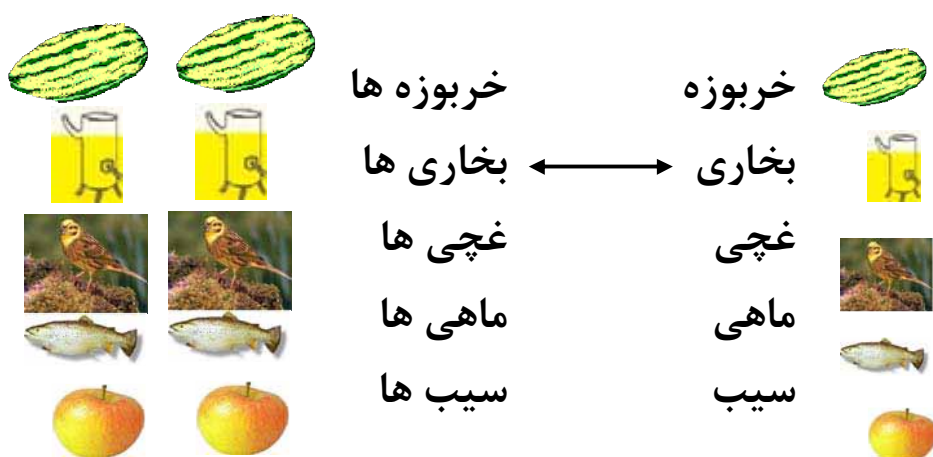 خربوزه خربوزه ها
بخاری بخاری ها
غچی غچی ها
ماهی ماهی ها
سیب سیب ها